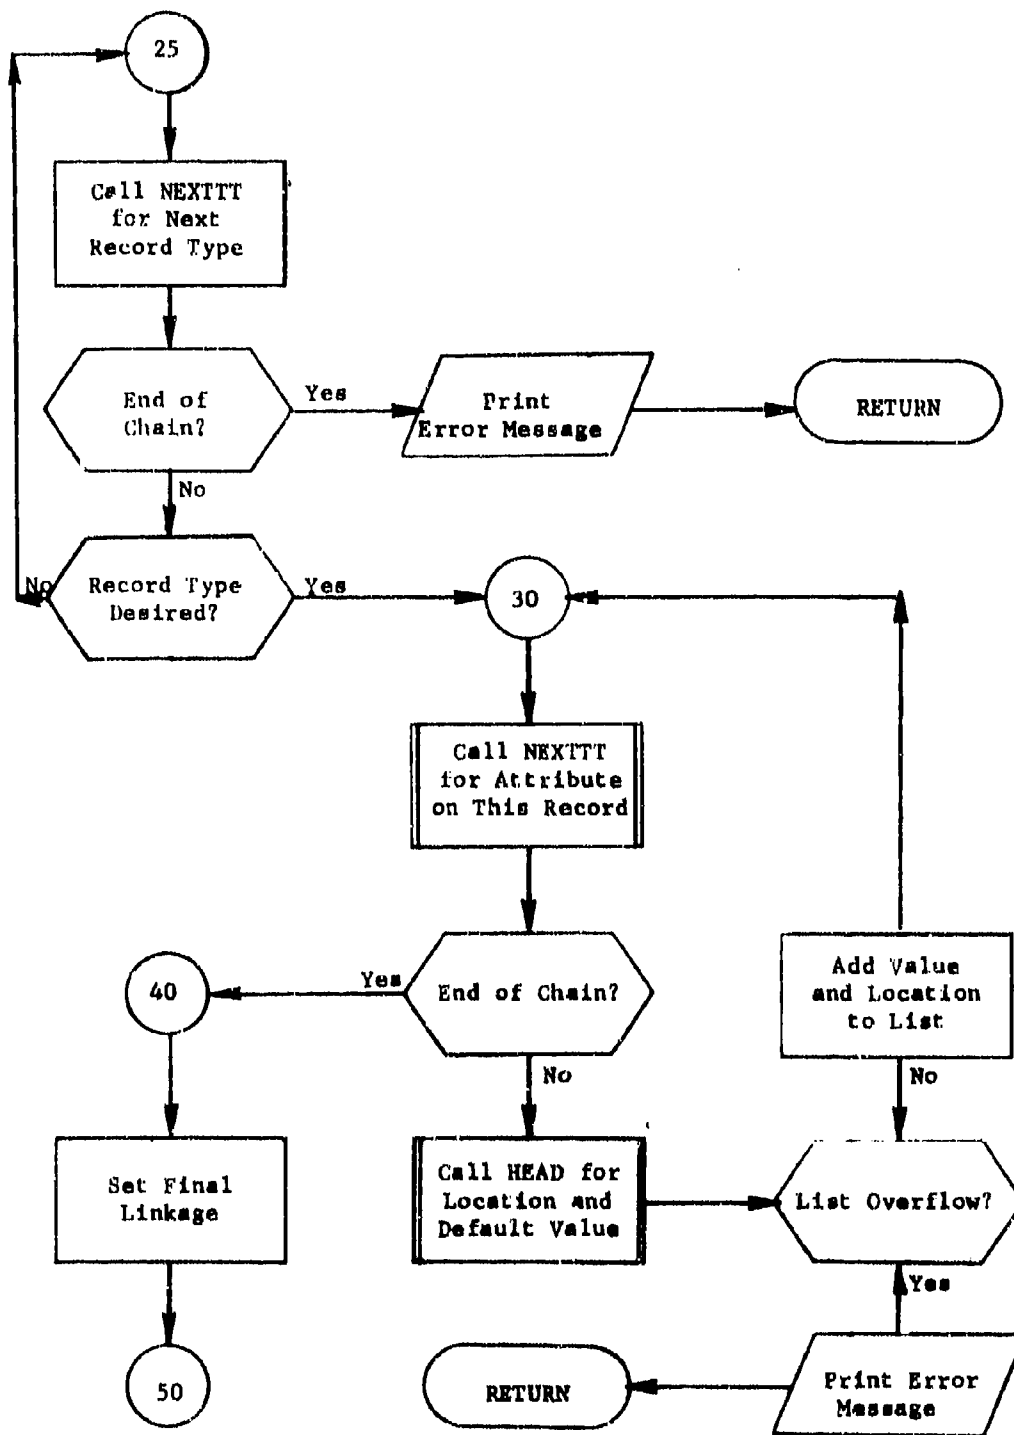 25
Call NEXTTT
for Next
Record Type
End of
Chain?
Yes
Print
Error Message
RETURN
No
No
Record Type
Desired?
Yes
30
Call NEXTTT
for Attribute
on This Record
40
Yes
End of Chain?
Add Value
and Location
to List
No
No
Set Final
Linkage
Call HEAD for
Location and
Default Value
List Overflow?
Yes
50
RETURN
Print Error
Message